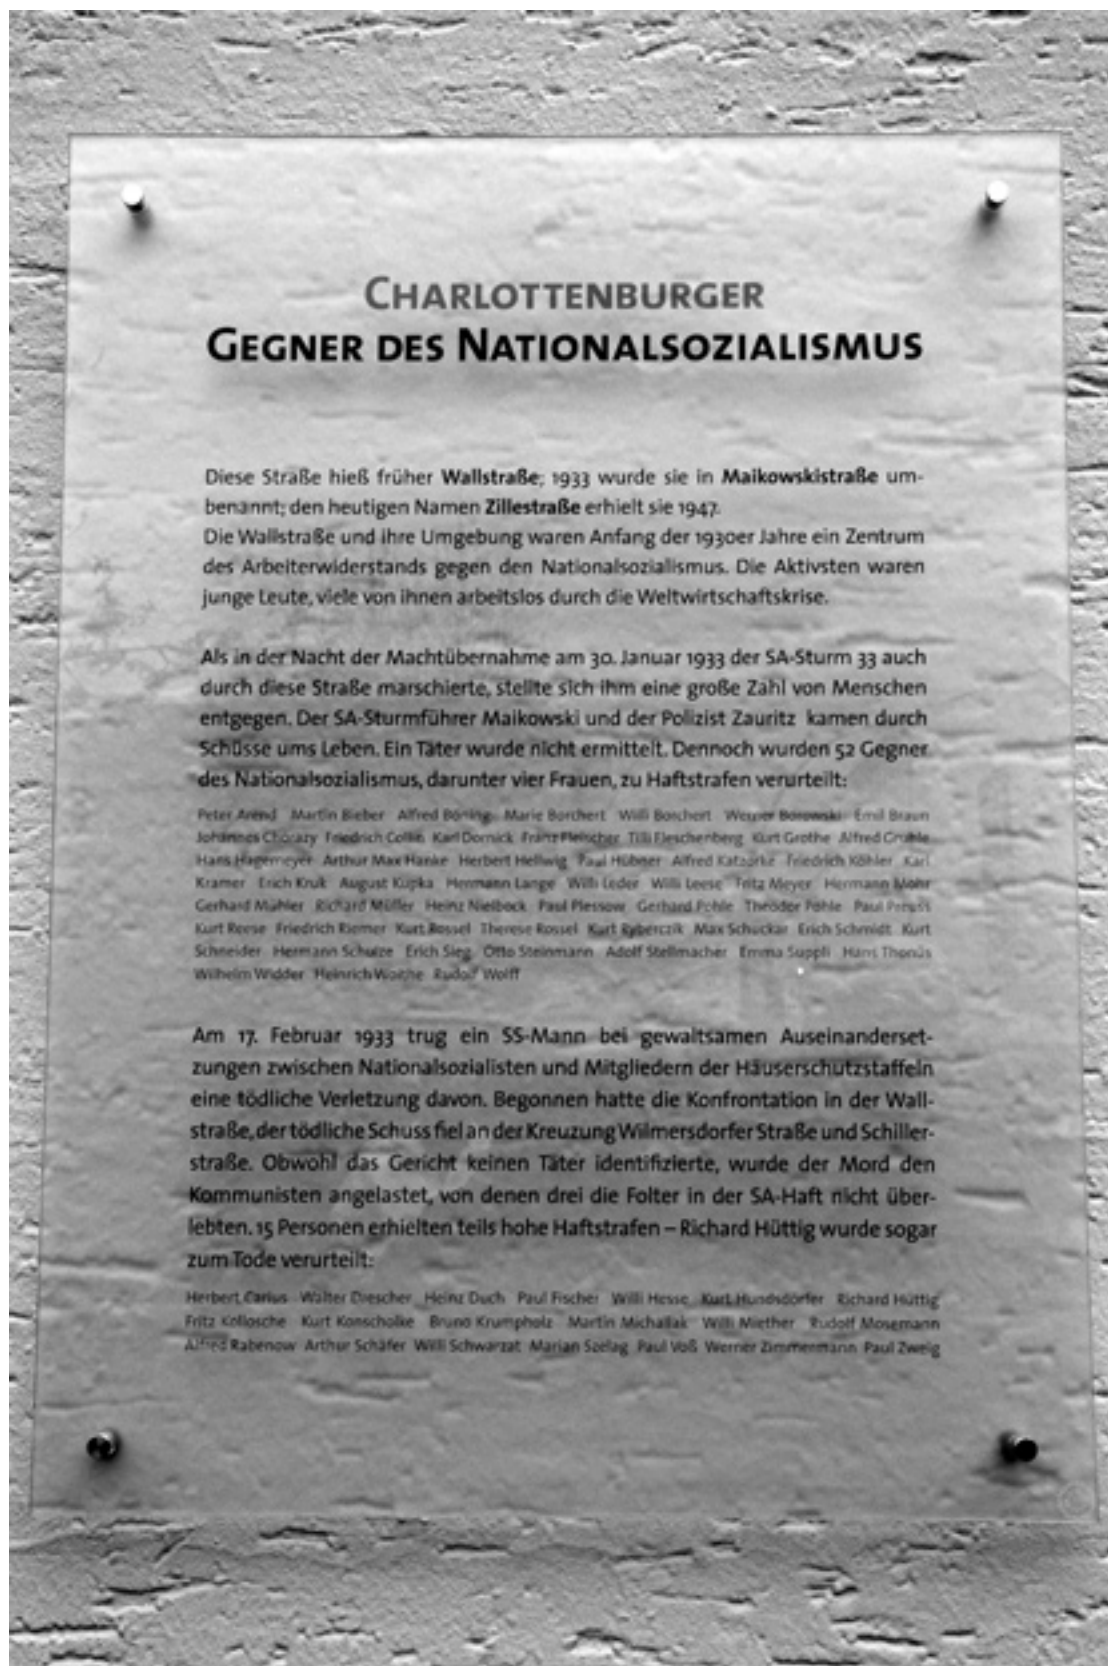 CHARLOTTENBURGER
GEGNER DES NATIONALSOZIALISMUS
Diese Straße hieß früher Wallstraße; 1933 wurde sie in Maikowskistraße um-
benannt; den heutigen Namen Zillestraße erhielt sie 1947.
Die Wallstraße und ihre Umgebung waren Anfang der 1930er Jahre ein Zentrum
des Arbeiterwiderstands gegen den Nationalsozialismus. Die Aktivsten waren
junge Leute, viele von ihnen arbeitslos durch die Weltwirtschaftskrise.
Als in der Nacht der Machtübernahme am 30. Januar 1933 der SA-Sturm 33 auch
durch diese Straße marschierte, stellte sich ihm eine große Zahl von Menschen
entgegen. Der SA-Sturmführer Maikowski und der Polizist Zauritz kamen durch
Schüsse ums Leben. Ein Täter wurde nicht ermittelt. Dennoch wurden 52 Gegner
des Nationalsozialismus, darunter vier Frauen, zu Haftstrafen verurteilt:
Peter Arend Martin Bieber Alfred Böning Marie Borchert Willi Borchert Werner Borowski Emil Braun
Johannes Chorazy Friedrich Collin Karl Dornick Franz Fleischer Tilli Fleschenberg Kurt Grothe Alfred Gruhle
Hans Hagemeyer Arthur Max Hanke Herbert Hellwig Paul Hübner Alfred Katzorke Friedrich Köhler Karl
Kramer Erich Kruk August Kupka Hermann Lange Willi Leder Willi Leese Fritz Meyer Hermann Mohr
Gerhard Mahler Richard Müller Heinz Nielbock Paul Plessow Gerhard Pohle Theodor Pohle Paul Preuss
Kurt Reese Friedrich Riemer Kurt Rossel Therese Rossel Kurt Ryberczik Max Schuckar Erich Schmidt Kurt
Schneider Hermann Schulze Erich Sieg Otto Steinmann Adolf Stellmacher Emma Suppli Hans Thonüs
Wilhelm Widder Heinrich Woithe Rudolf Wolff
Am 17. Februar 1933 trug ein SS-Mann bei gewaltsamen Auseinanderset-
zungen zwischen Nationalsozialisten und Mitgliedern der Häuserschutzstaffeln
eine tödliche Verletzung davon. Begonnen hatte die Konfrontation in der Wall-
straße, der tödliche Schuss fiel an der Kreuzung Wilmersdorfer Straße und Schiller-
straße. Obwohl das Gericht keinen Täter identifizierte, wurde der Mord den
Kommunisten angelastet, von denen drei die Folter in der SA-Haft nicht über-
lebten. 15 Personen erhielten teils hohe Haftstrafen – Richard Hüttig wurde sogar
zum Tode verurteilt:
Herbert Carius Walter Drescher Heinz Duch Paul Fischer Willi Hesse Kurt Hundsdörfer Richard Hüttig
Fritz Kollosche Kurt Konscholke Bruno Krumpholz Martin Michallak Willi Miether Rudolf Mosemann
Alfred Rabenow Arthur Schäfer Willi Schwarzat Marian Szelag Paul Voß Werner Zimmermann Paul Zweig